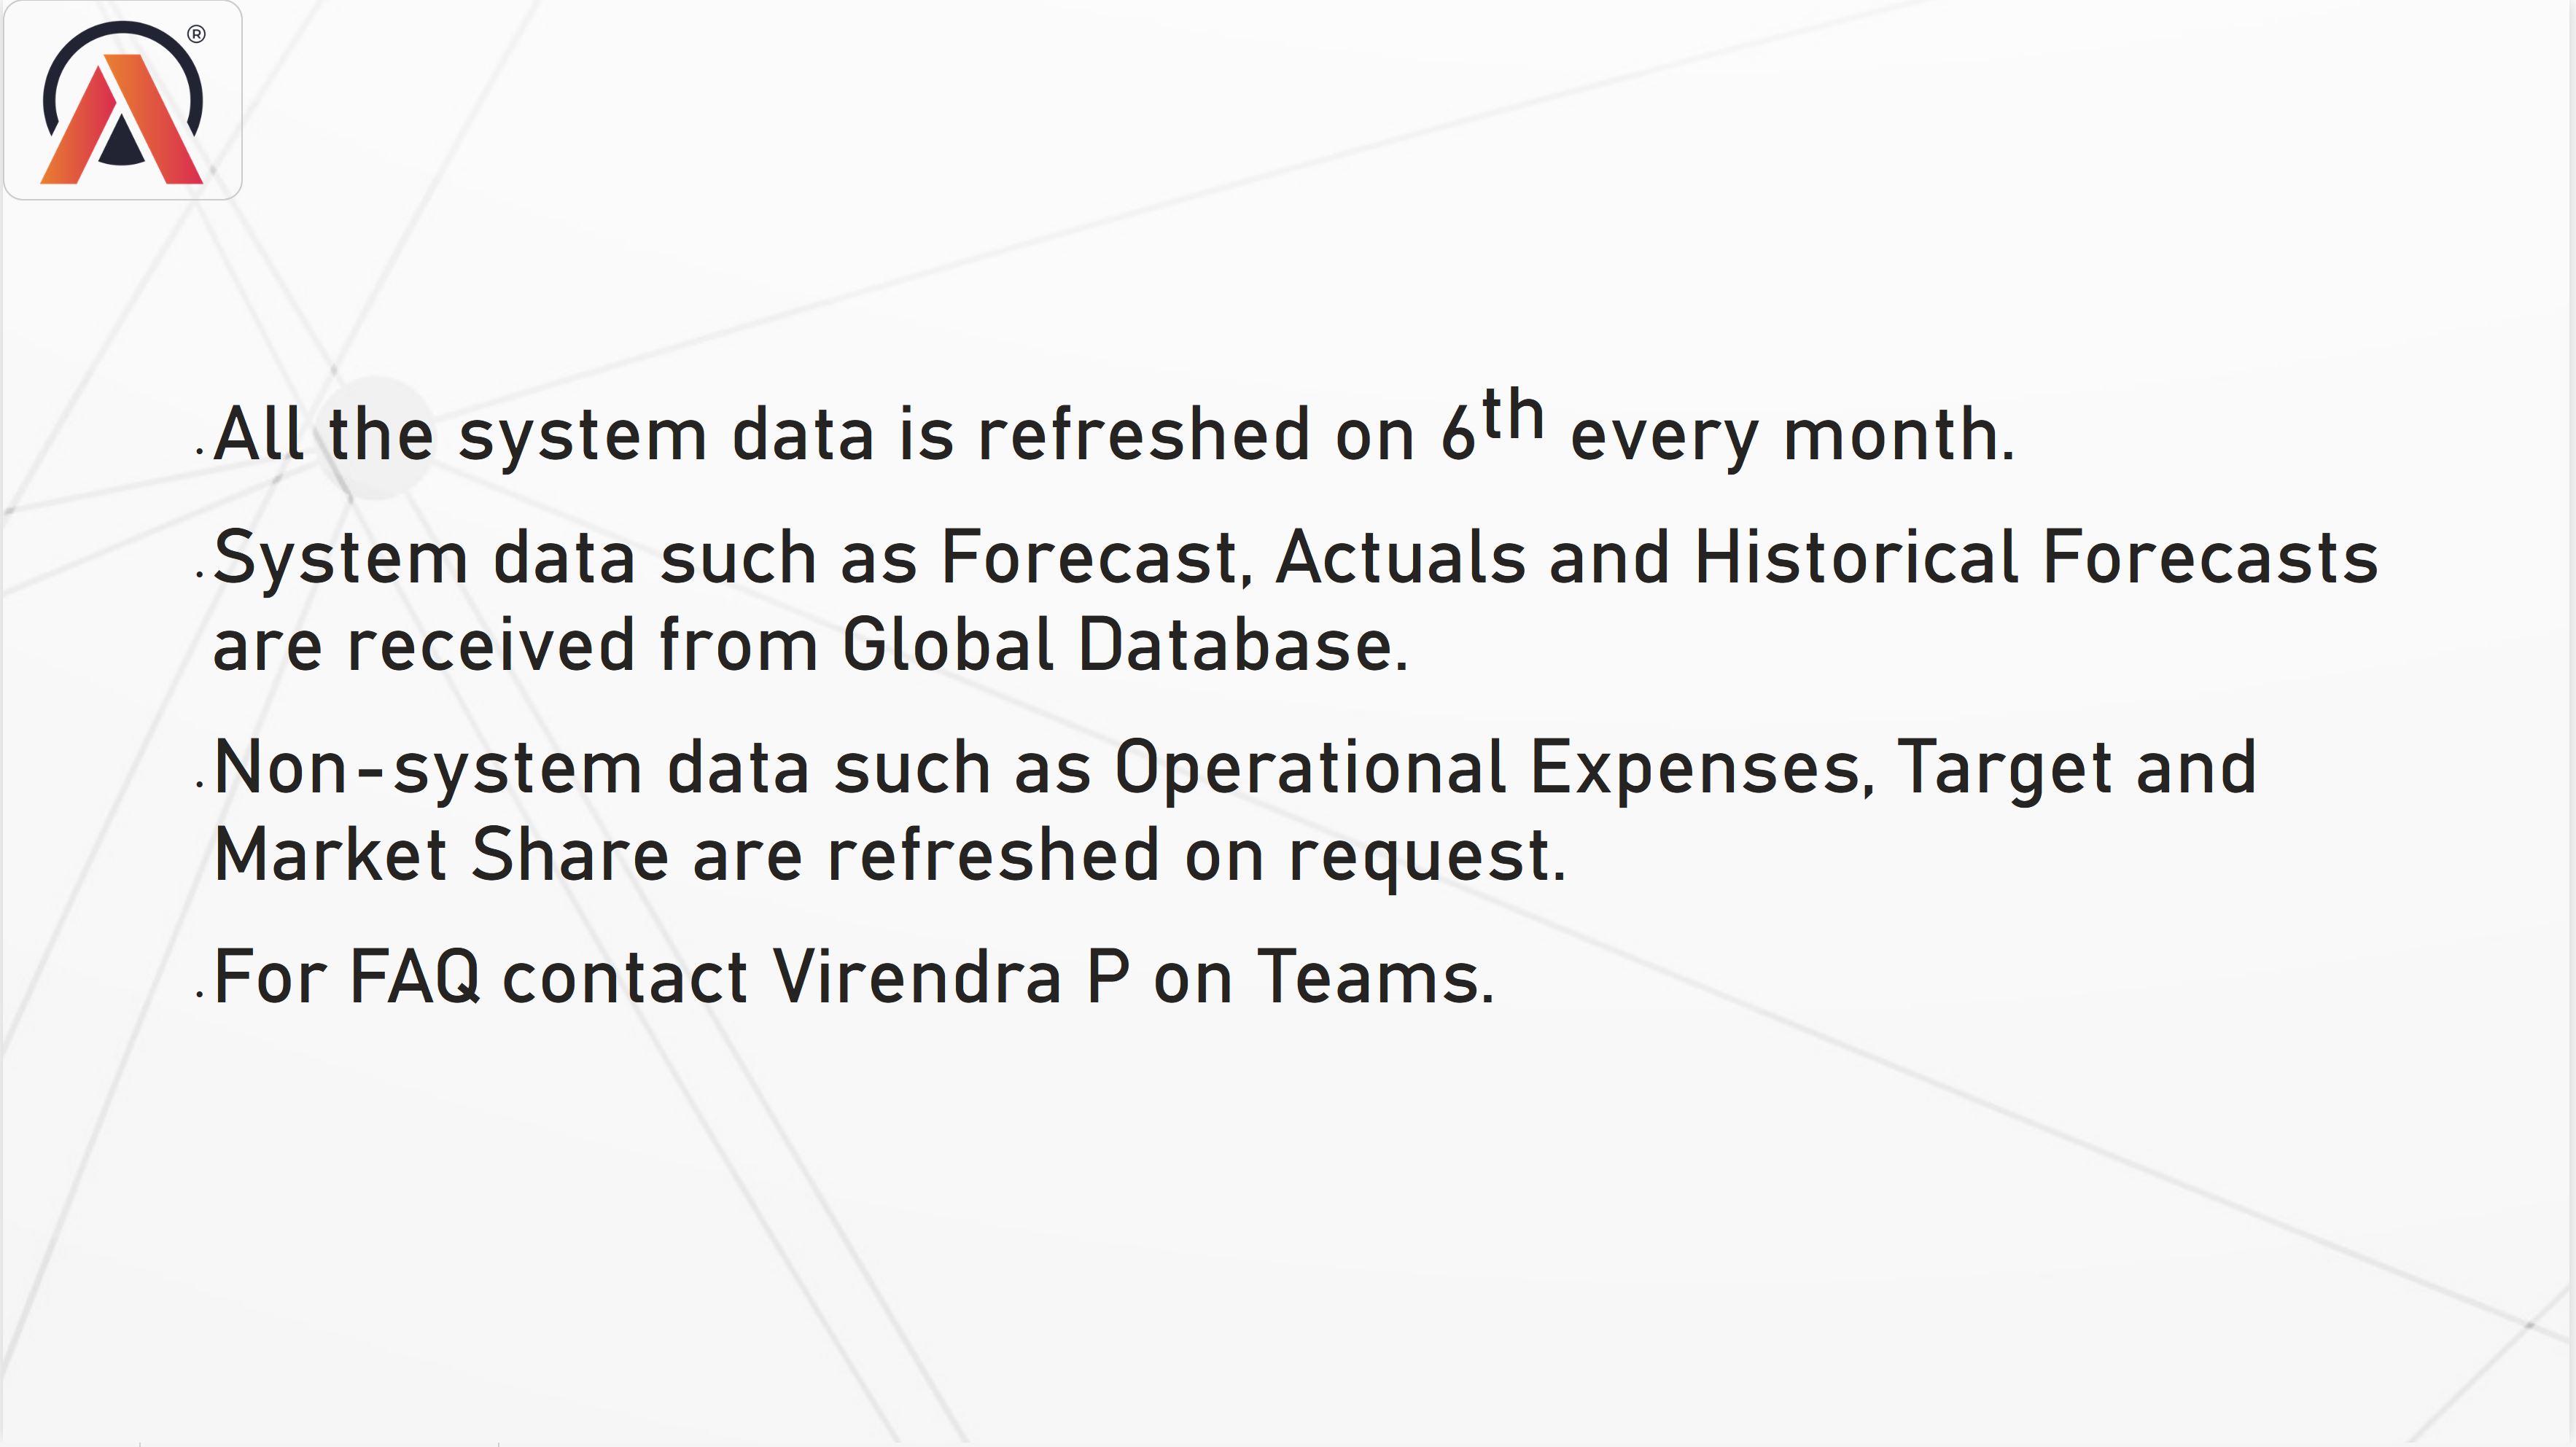 ®
.All the system data is refreshed on 6th every month.
.System data such as Forecast, Actuals and Historical Forecasts
are received from Global Database.
.Non-system data such as Operational Expenses, Target and
Market Share are refreshed on request.
.For FAQ contact Virendra P on Teams.